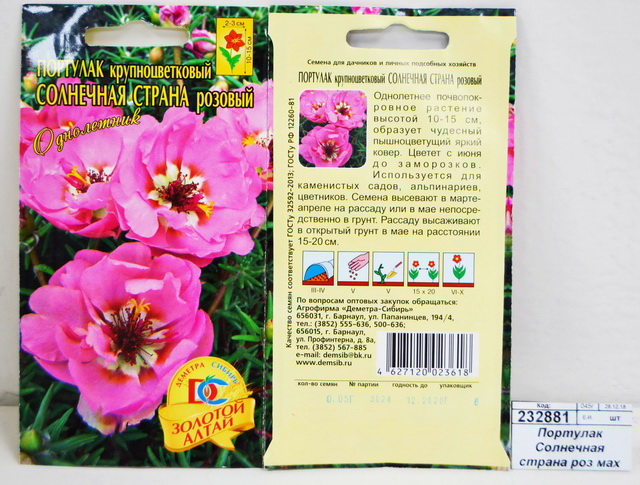 2-3 см
10-15 см
ПОРТУЛАК крупноцветковый
СОЛНЕЧНАЯ СТРАНА розовый
Однолетник
ДЕМЕТРА СИБИРЬ
ЗОЛОТОЙ
АЛТАЙ
Семена для дачников и личных подсобных хозяйств
ПОРТУЛАК крупноцветковый СОЛНЕЧНАЯ СТРАНА розовый
Однолетнее почвопок-
ровное растение
высотой 10-15 см,
образует чудесный
пышноцветущий яркий
ковер. Цветет с июня
до заморозков.
Используется для
каменистых садов, альпинариев,
цветников. Семена высевают в марте-
апреле на рассаду или в мае непосре-
дственно в грунт. Рассаду высаживают
в открытый грунт в мае на расстоянии
15-20 см.
Качество семян соответствует ГОСТу 32592-2013; ГОСТу РФ 12260-81
III-IV V V 15 x 20 VI-X
По вопросам оптовых закупок обращаться:
Агрофирма «Деметра-Сибирь»
656031, г. Барнаул, ул. Папанинцев, 194/4,
тел.: (3852) 555-636, 500-636;
656015, г. Барнаул,
ул. Профинтерна, д. 8а,
тел.: (3852) 567-885
e-mail: demsib@bk.ru
www.demsib.ru
4 627120 023618
кол-во семян № партии годность до упаковщик
Код:
28.12.18
232881
шт
Портулак
Солнечная
страна роз мах